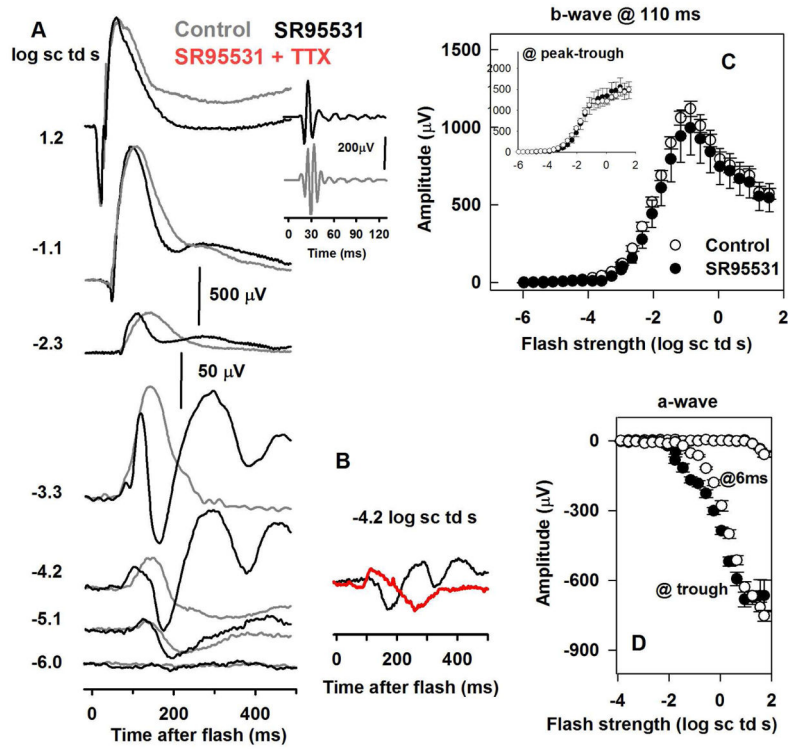 A
Control SR95531
log sc td s
SR95531 + TTX
1.2
200µV
0 30 60 90 120
Time (ms)
-1.1
500 µV
-2.3
50 µV
-3.3
-4.2
-5.1
-6.0
0 200 400
Time after flash (ms)
B
-4.2 log sc td s
0 200 400
Time after flash (ms)
b-wave @ 110 ms
C
1500
1000
500
0
Amplitude (µV)
@ peak-trough
2000
1500
1000
500
0
-6 -4 -2 0 2
Control
SR95531
-6 -4 -2 0 2
Flash strength (log sc td s)
a-wave
0
-300
-600
-900
Amplitude (µV)
@6ms
@ trough
D
-4 -3 -2 -1 0 1 2
Flash strength (log sc td s)